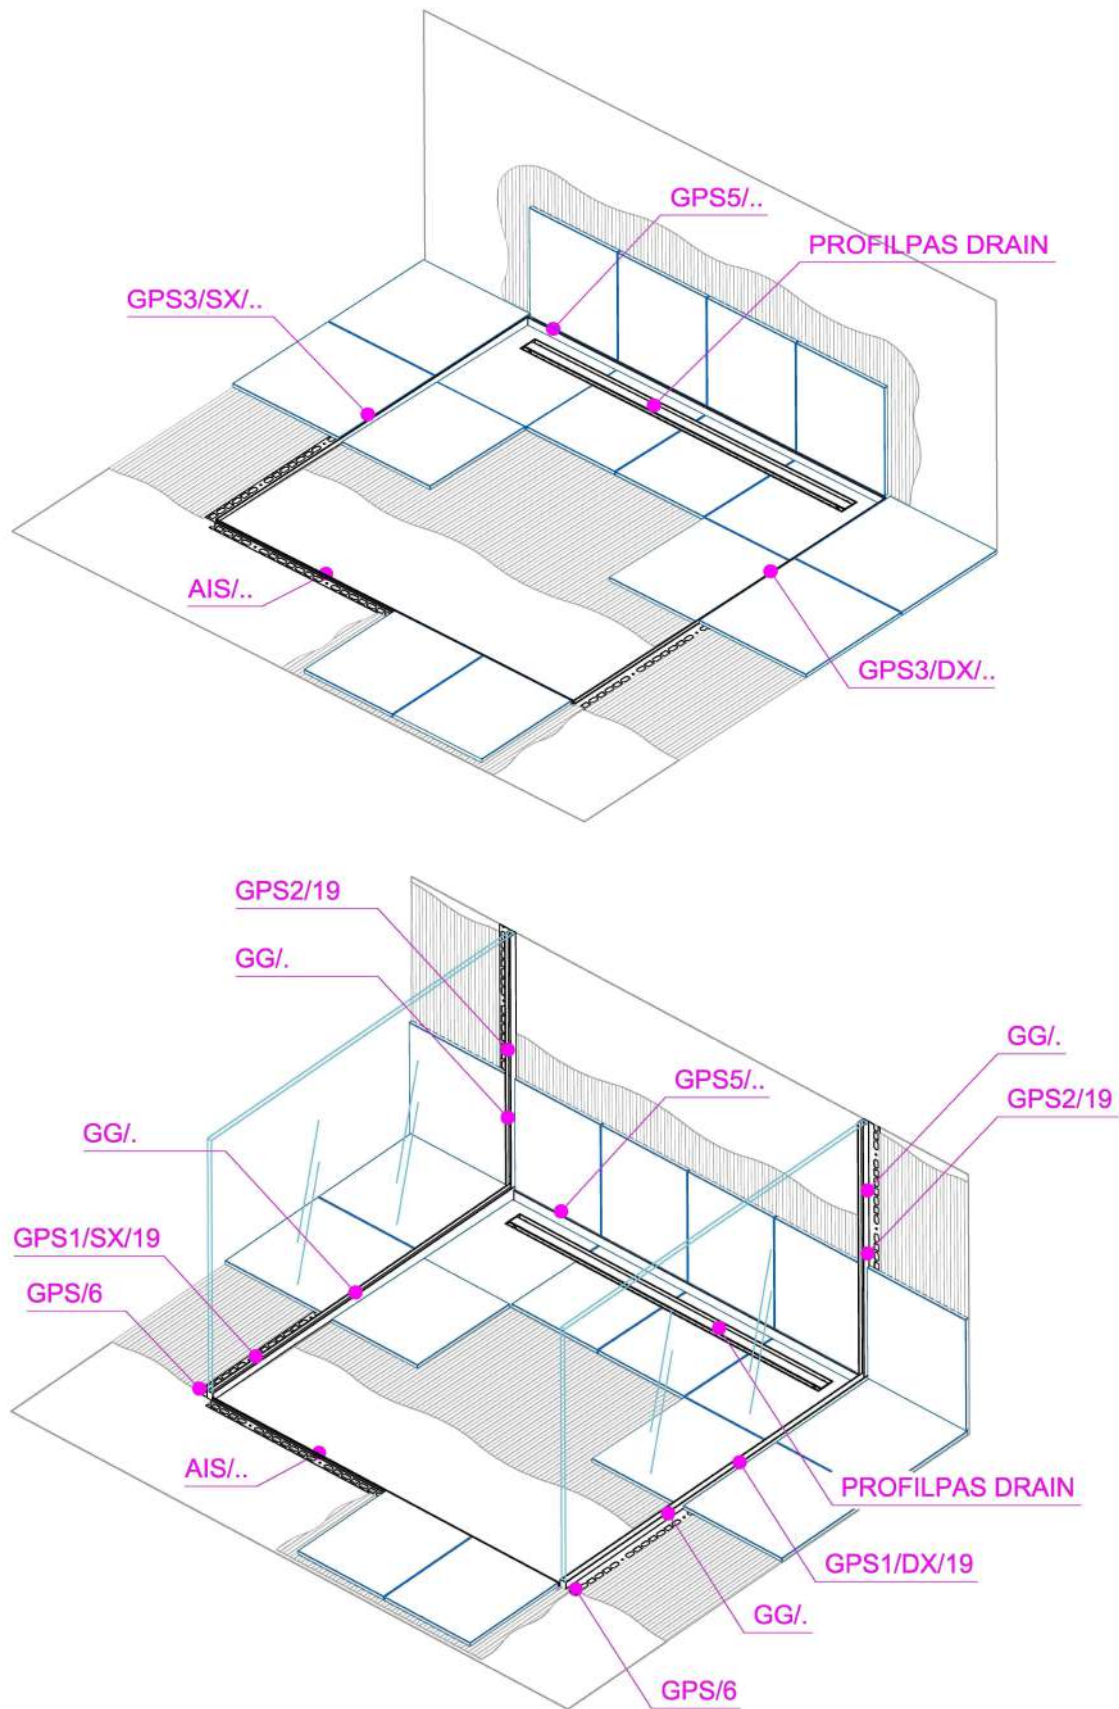 GPS5/..
PROFILPAS DRAIN
GPS3/SX/..
AIS/..
GPS3/DX/..
GPS2/19
GG/.
GG/.
GPS5/..
GPS2/19
GG/.
GPS1/SX/19
GPS/6
AIS/..
PROFILPAS DRAIN
GPS1/DX/19
GG/.
GPS/6